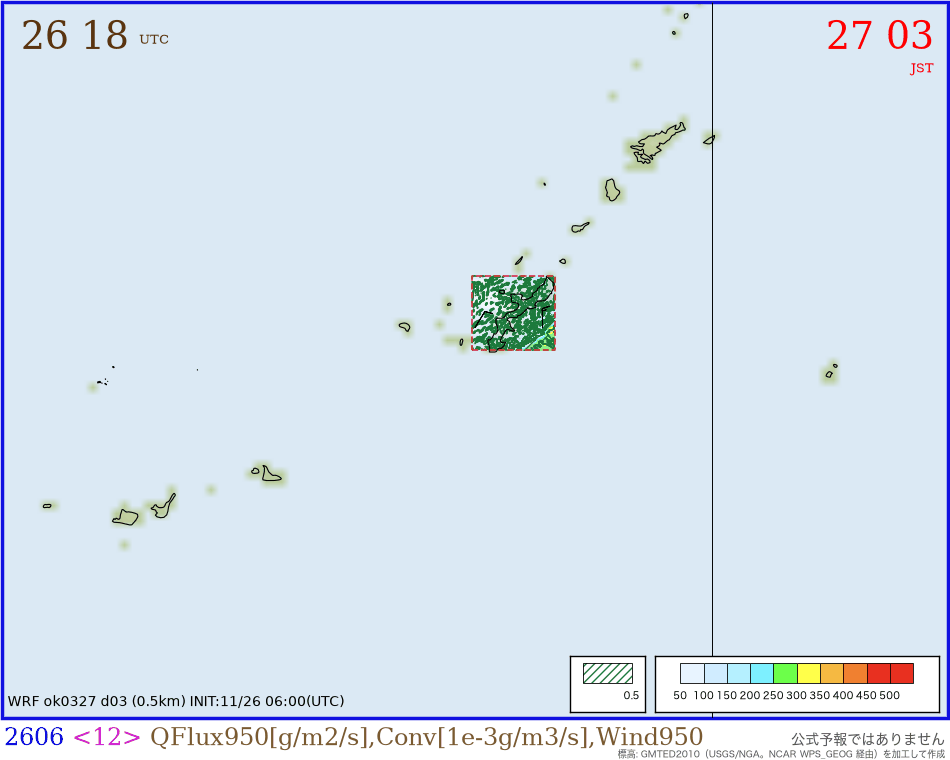 26 18 UTC
27 03
JST
0.5
50 100 150 200 250 300 350 400 450 500
WRF ok0327 d03 (0.5km) INIT:11/26 06:00(UTC)
2606 <12> QFlux950[g/m2/s],Conv[1e-3g/m3/s],Wind950
公式予報ではありません
標高: GMTED2010（USGS/NGA。NCAR WPS_GEOG 経由）を加工して作成